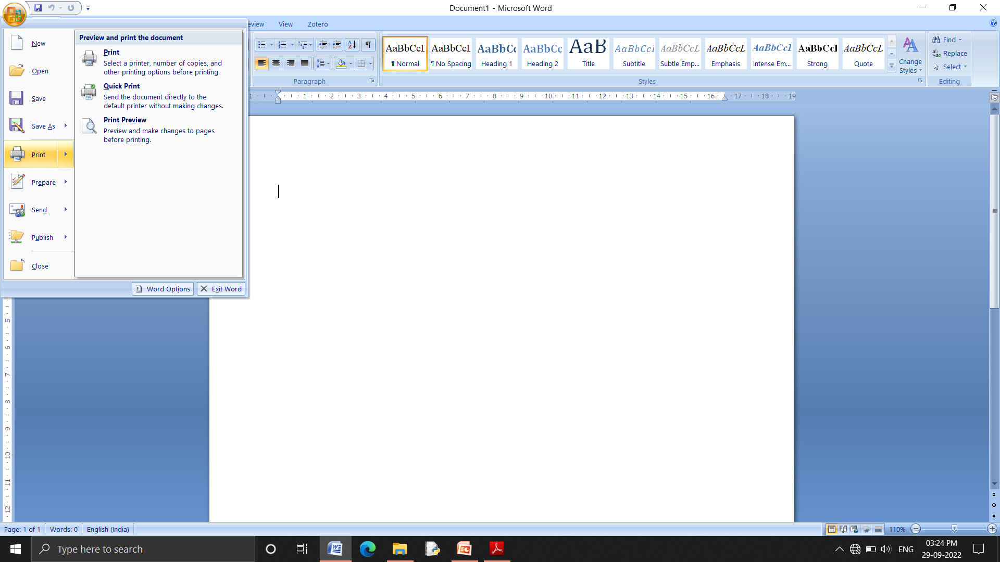 Document1 - Microsoft Word
View
Zotero
New
Open
Save
Save As
Print
Prepare
Send
Publish
Close
Preview and print the document
Print
Select a printer, number of copies, and
other printing options before printing.
Quick Print
Send the document directly to the
default printer without making changes.
Print Preview
Preview and make changes to pages
before printing.
Word Options
Exit Word
Paragraph
AaBbCcI AaBbCcI AaBbCc AaBbCc AaB AaBbCcI AaBbCcL AaBbCcL AaBbCcI AaBbCcI AaBbCcL
¶ Normal ¶ No Spacing Heading 1 Heading 2 Title Subtitle Subtle Emp... Emphasis Intense Em... Strong Quote
Styles
Change
Styles
Find
Replace
Select
Editing
1 1 2 3 4 5 6 7 8 9 10 11 12 13 14 15 16 17 18 19
5
6
7
8
9
10
11
12
Page: 1 of 1 Words: 0 English (India) 110%
Type here to search
ENG
03:24 PM
29-09-2022